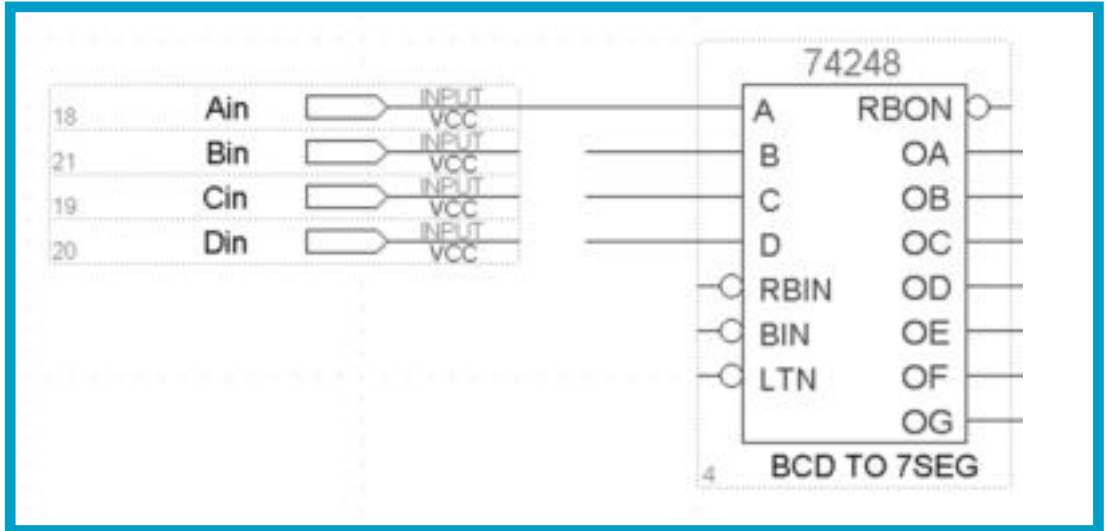 74248
18 Ain INPUT VCC A RBON
21 Bin INPUT VCC B OA
19 Cin INPUT VCC C OB
20 Din INPUT VCC D OC
RBIN OD
BIN OE
LTN OF
OG
4 BCD TO 7SEG